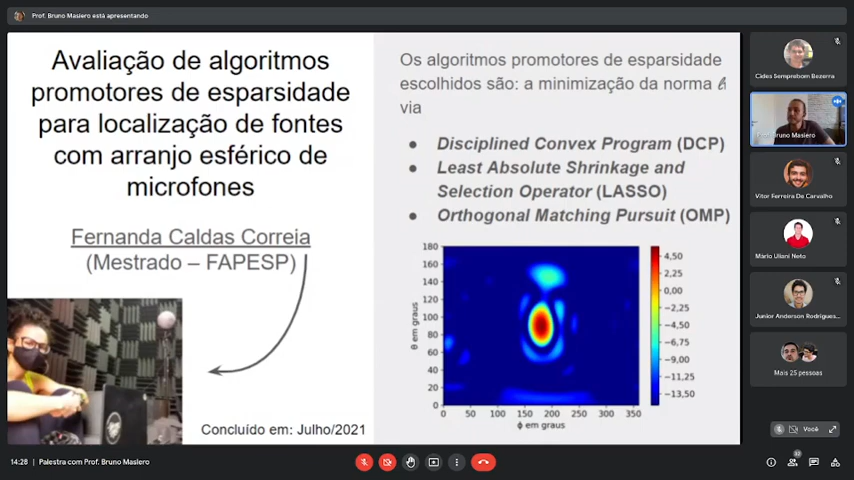 Prof. Bruno Masiero está apresentando
Avaliação de algoritmos
promotores de esparsidade
para localização de fontes
com arranjo esférico de
microfones
Fernanda Caldas Correia
(Mestrado – FAPESP)
Concluído em: Julho/2021
Os algoritmos promotores de esparsidade
escolhidos são: a minimização da norma
via
Disciplined Convex Program (DCP)
Least Absolute Shrinkage and
Selection Operator (LASSO)
Orthogonal Matching Pursuit (OMP)
θ em graus
180
160
140
120
100
80
60
40
20
0
0 50 100 150 200 250 300 350
ϕ em graus
4,50
2,25
0,00
−2,25
−4,50
−6,75
−9,00
−11,25
−13,50
Cides Semprebom Bezerra
Prof. Bruno Masiero
Vitor Ferreira De Carvalho
Mario Uliani Neto
Junior Anderson Rodrigues...
Mais 25 pessoas
Você
14:28 | Palestra com Prof. Bruno Masiero